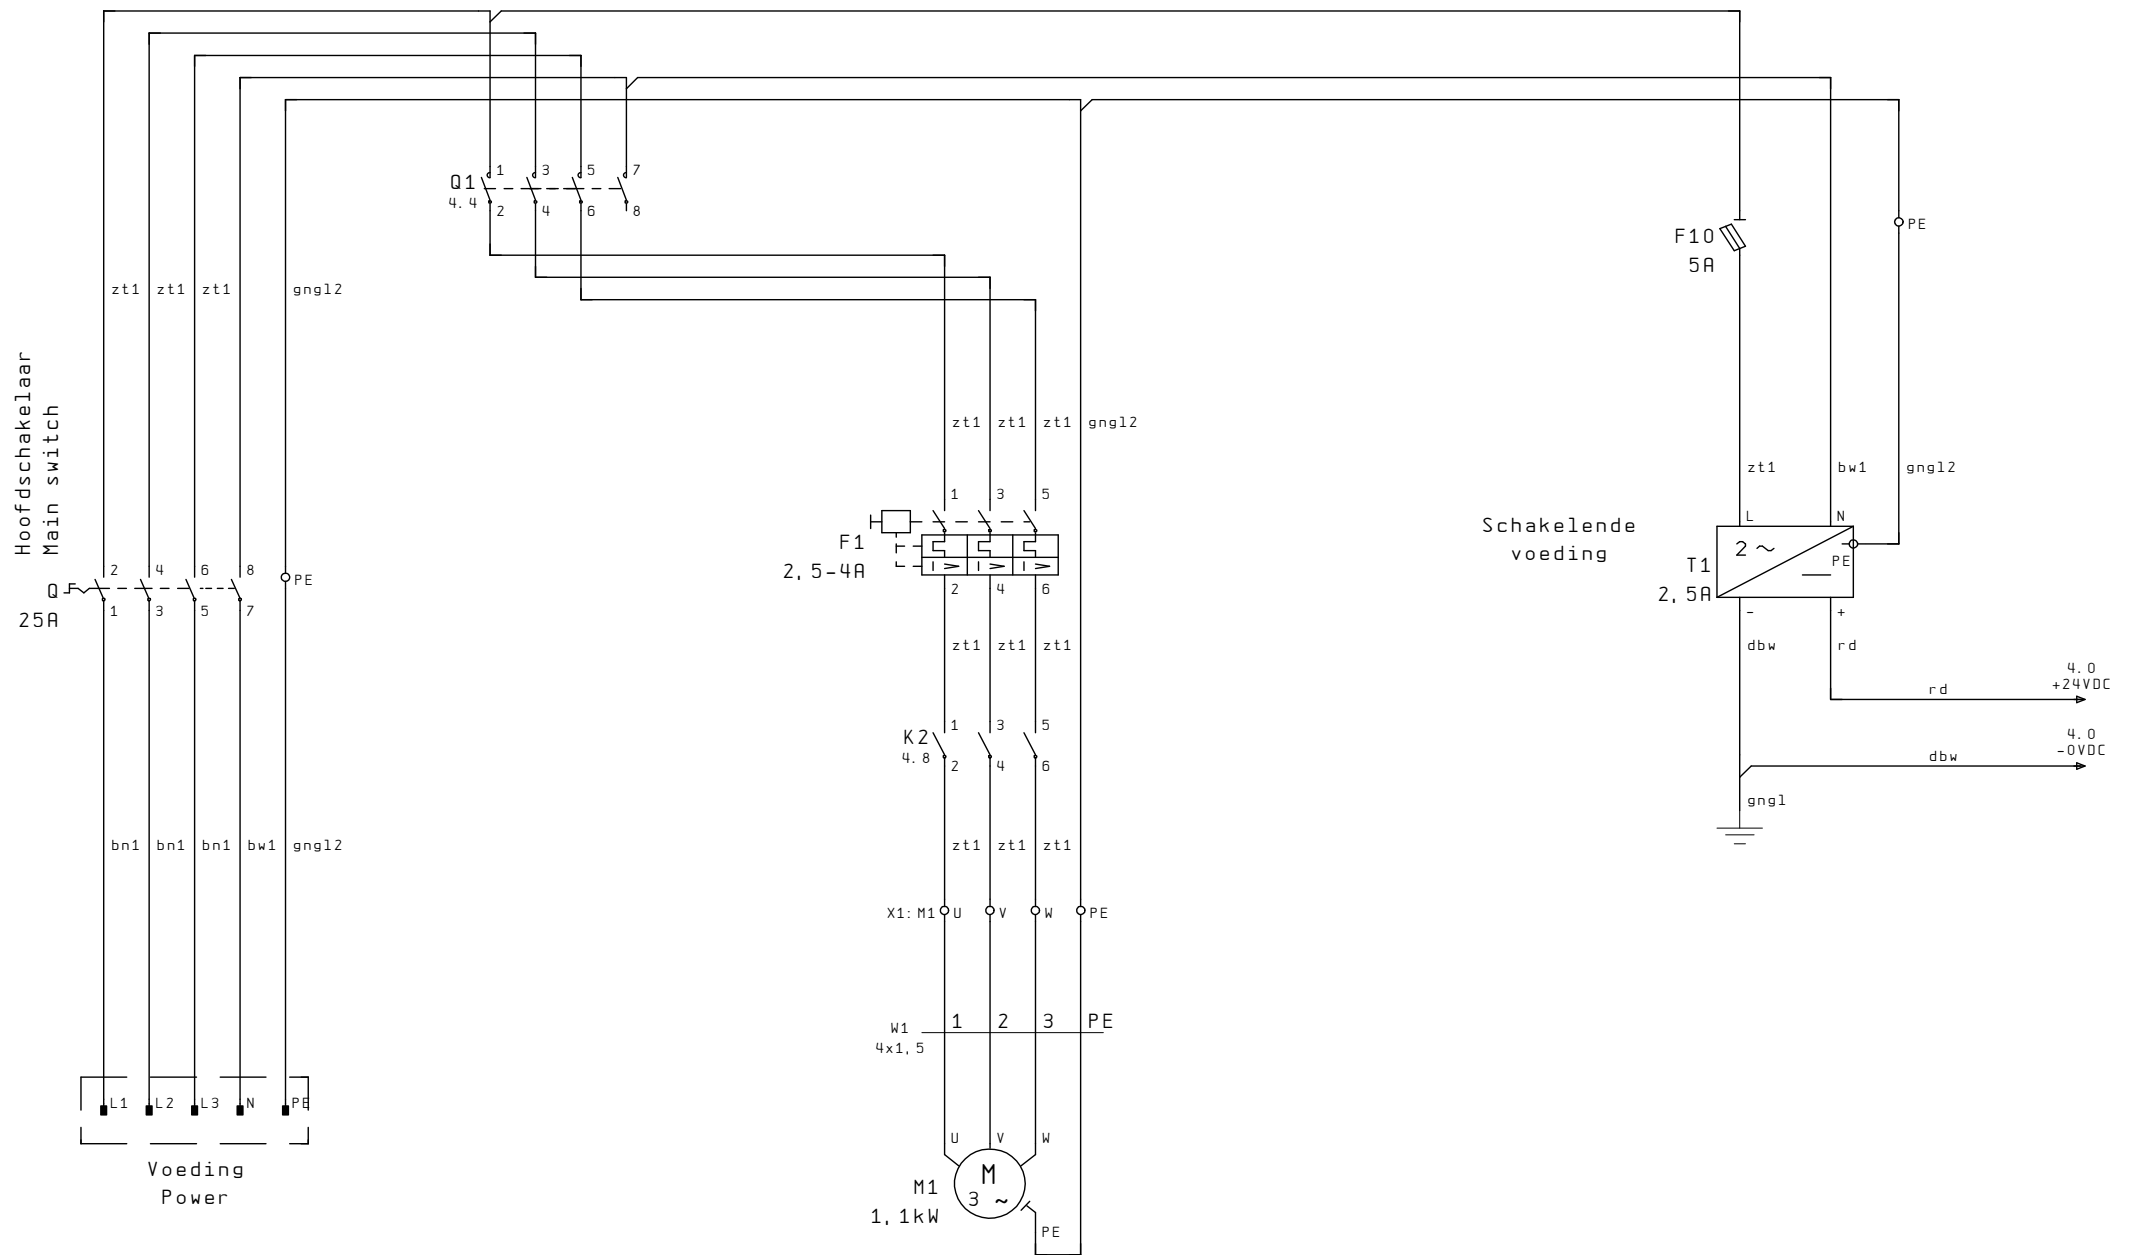 1 3 5 7
Q1
4.4
2 4 6 8
PE
F10
5A
zt1 zt1 zt1 gngl2
Hoofdschakelaar
Main switch
zt1 zt1 zt1 gngl2
zt1 bw1 gngl2
1 3 5
L N
Schakelende
voeding
2 ~
PE
T1
2,5A
- +
F1
2,5-4A
2 4 6
2 4 6 8
PE
Q
25A
1 3 5 7
zt1 zt1 zt1
dbw rd
4.0
+24VDC
rd
1 3 5
K2
4.8
2 4 6
4.0
-0VDC
dbw
gngl
bn1 bn1 bn1 bw1 gngl2
zt1 zt1 zt1
X1:M1 U V W PE
1 2 3 PE
W1
4x1,5
L1 L2 L3 N PE
Voeding
Power
U V W
M
3 ~
M1
1,1kW
PE